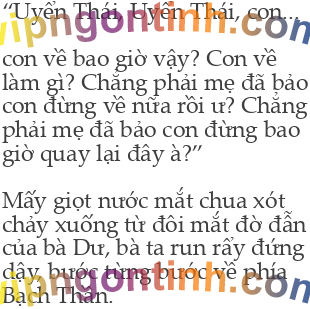 “Uyển Thái, Uyển Thái, con...
vipngontinh.com
con về bao giờ vậy? Con về
làm gì? Chẳng phải mẹ đã bảo
con đừng về nữa rồi ư? Chẳng
phải mẹ đã bảo con đừng bao
giờ quay lại đây à?”
Mấy giọt nước mắt chua xót
chảy xuống từ đôi mắt đờ đẫn
của bà Dư, bà ta run rẩy đứng
dậy, bước từng bước về phía
vipngontinh.com
Bạch Thần.